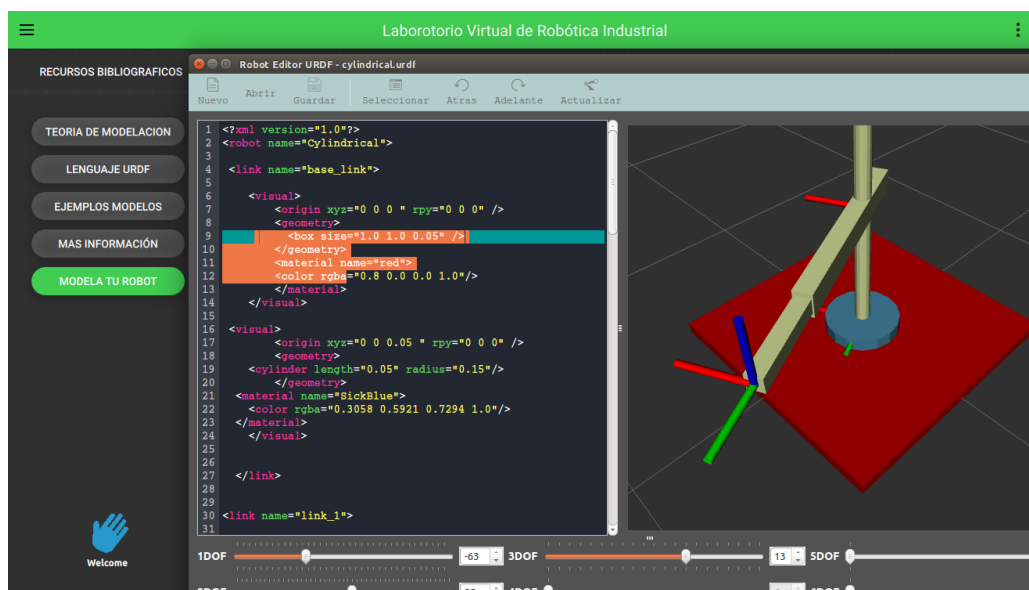 Laborotorio Virtual de Robótica Industrial
RECURSOS BIBLIOGRAFICOS
TEORIA DE MODELACION
LENGUAJE URDF
EJEMPLOS MODELOS
MAS INFORMACIÓN
MODELA TU ROBOT
Welcome
Robot Editor URDF - cylindrical.urdf
Nuevo Abrir Guardar Seleccionar Atras Adelante Actualizar
1 <?xml version="1.0"?>
2 <robot name="Cylindrical">
3
4 <link name="base_link">
5
6 <visual>
7 <origin xyz="0 0 0 " rpy="0 0 0" />
8 <geometry>
9 <box size="1.0 1.0 0.05" />
10 </geometry>
11 <material name="red">
12 <color rgba="0.8 0.0 0.0 1.0"/>
13 </material>
14 </visual>
15
16 <visual>
17 <origin xyz="0 0 0.05 " rpy="0 0 0" />
18 <geometry>
19 <cylinder length="0.05" radius="0.15"/>
20 </geometry>
21 <material name="SickBlue">
22 <color rgba="0.3058 0.5921 0.7294 1.0"/>
23 </material>
24 </visual>
25
26
27 </link>
28
29
30 <link name="link_1">
31
1DOF -63 3DOF 13 5DOF